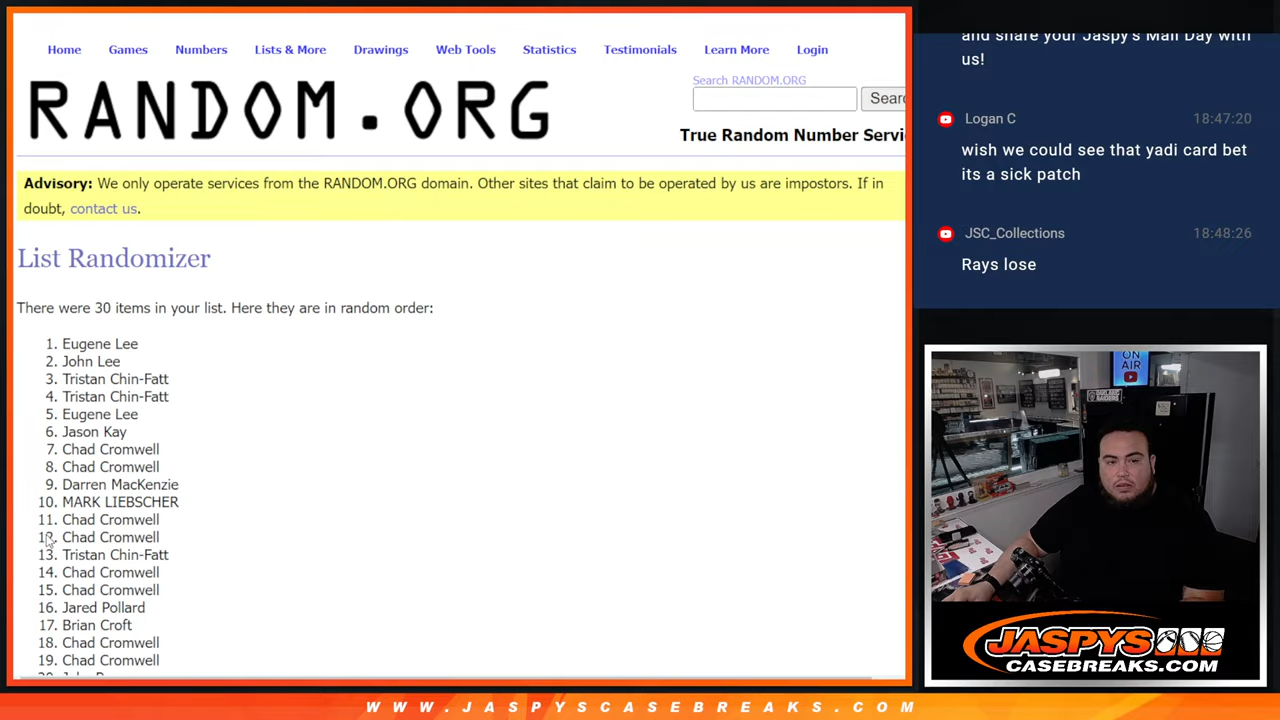 Home Games Numbers Lists & More Drawings Web Tools Statistics Testimonials Learn More Login
RANDOM.ORG
Search RANDOM.ORG
Searc
True Random Number Servi
Advisory: We only operate services from the RANDOM.ORG domain. Other sites that claim to be operated by us are impostors. If in
doubt, contact us.
List Randomizer
There were 30 items in your list. Here they are in random order:
1. Eugene Lee
2. John Lee
3. Tristan Chin-Fatt
4. Tristan Chin-Fatt
5. Eugene Lee
6. Jason Kay
7. Chad Cromwell
8. Chad Cromwell
9. Darren MacKenzie
10. MARK LIEBSCHER
11. Chad Cromwell
12. Chad Cromwell
13. Tristan Chin-Fatt
14. Chad Cromwell
15. Chad Cromwell
16. Jared Pollard
17. Brian Croft
18. Chad Cromwell
19. Chad Cromwell
and share your Jaspy's Mail Day with
us!
Logan C 18:47:20
wish we could see that yadi card bet
its a sick patch
JSC_Collections 18:48:26
Rays lose
ON
AIR
JASPYS
CASEBREAKS.COM
WWW.JASPYSCASEBREAKS.COM